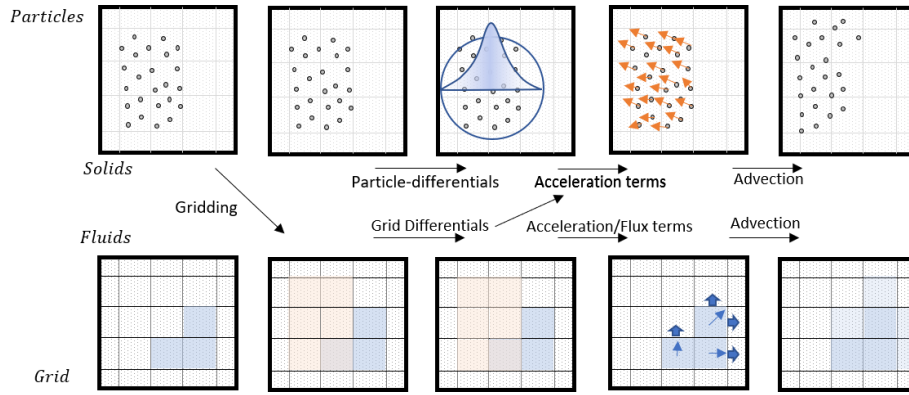 Particles
Solids
Particle-differentials
Acceleration terms
Advection
Gridding
Fluids
Grid Differentials
Acceleration/Flux terms
Advection
Grid